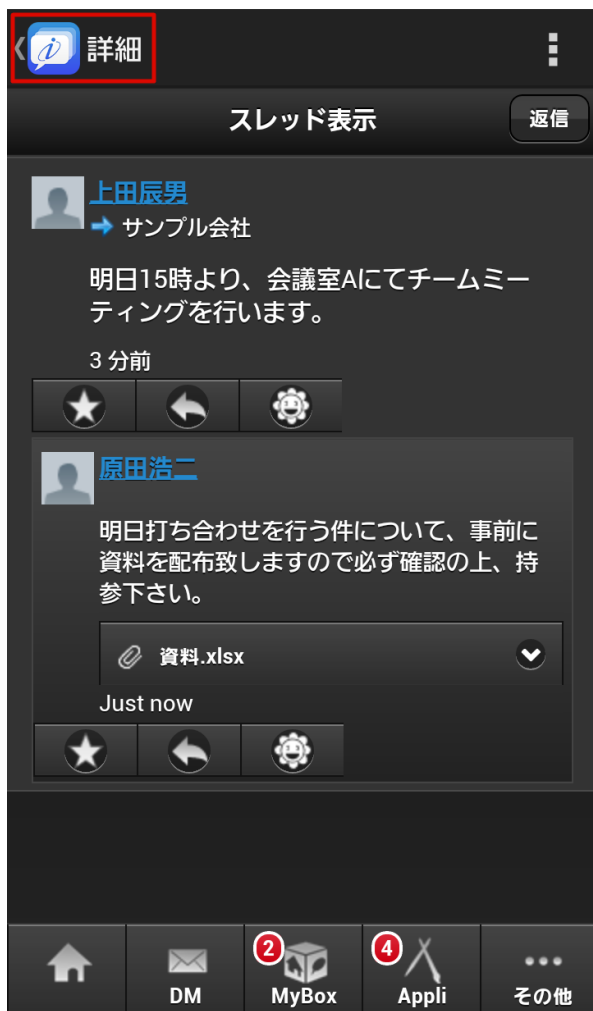 詳細
スレッド表示
返信
上田辰男
サンプル会社
明日15時より、会議室Aにてチームミー
ティングを行います。
3 分前
原田浩二
明日打ち合わせを行う件について、事前に
資料を配布致しますので必ず確認の上、持
参下さい。
資料.xlsx
Just now
2
4
DM
MyBox
Appli
その他